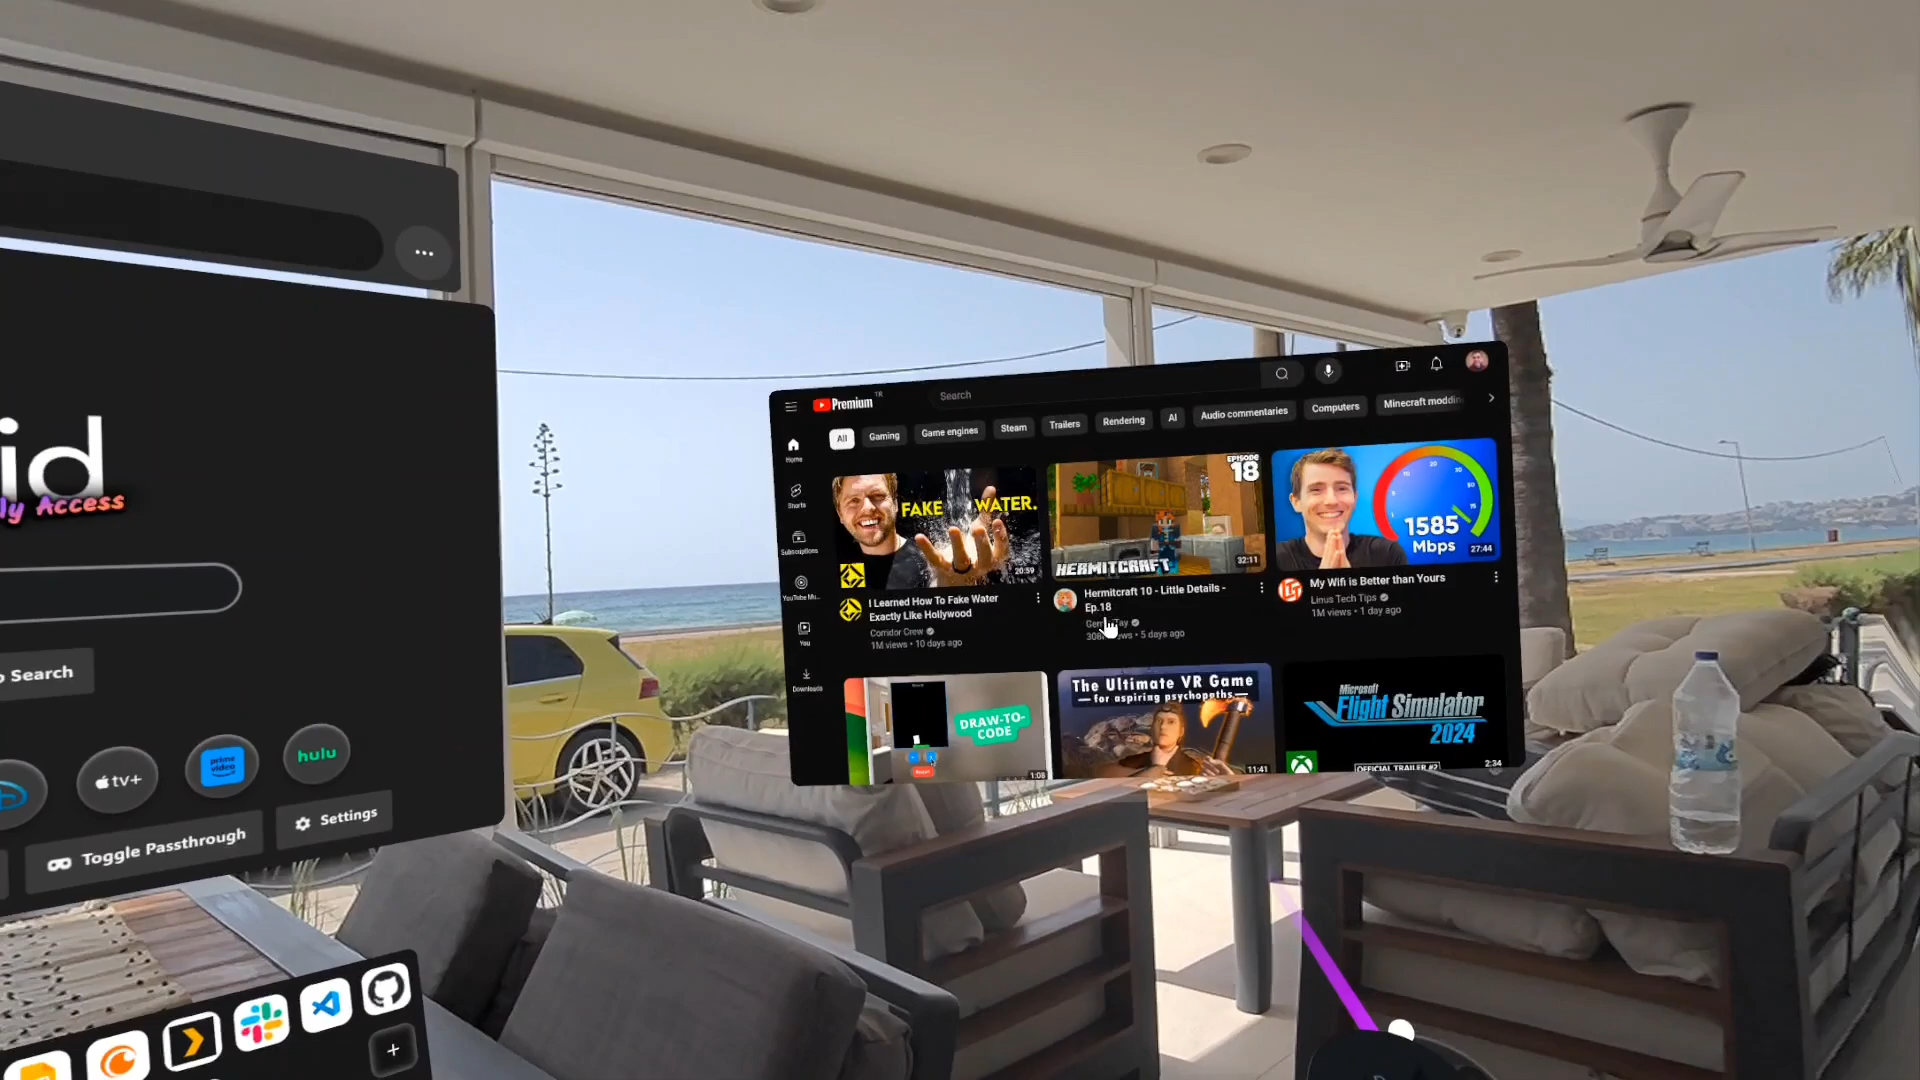 id
ly Access
Search
tv+
prime video
hulu
Toggle Passthrough
Settings
Premium
TR
Search
All
Gaming
Game engines
Steam
Trailers
Rendering
AI
Audio commentaries
Computers
Minecraft moddin
Home
Shorts
Subscriptions
YouTube Mu...
You
Downloads
FAKE WATER.
20:59
I Learned How To Fake Water
Exactly Like Hollywood
Corridor Crew
1M views • 10 days ago
EPISODE
18
HERMITCRAFT
32:11
Hermitcraft 10 - Little Details -
Ep.18
5 days ago
1585
Mbps
27:44
My Wifi is Better than Yours
Linus Tech Tips
1M views • 1 day ago
DRAW-TO-
CODE
1:08
The Ultimate VR Game
for aspiring psychopaths
11:41
Microsoft
Flight Simulator
2024
OFFICIAL TRAILER #2
2:34